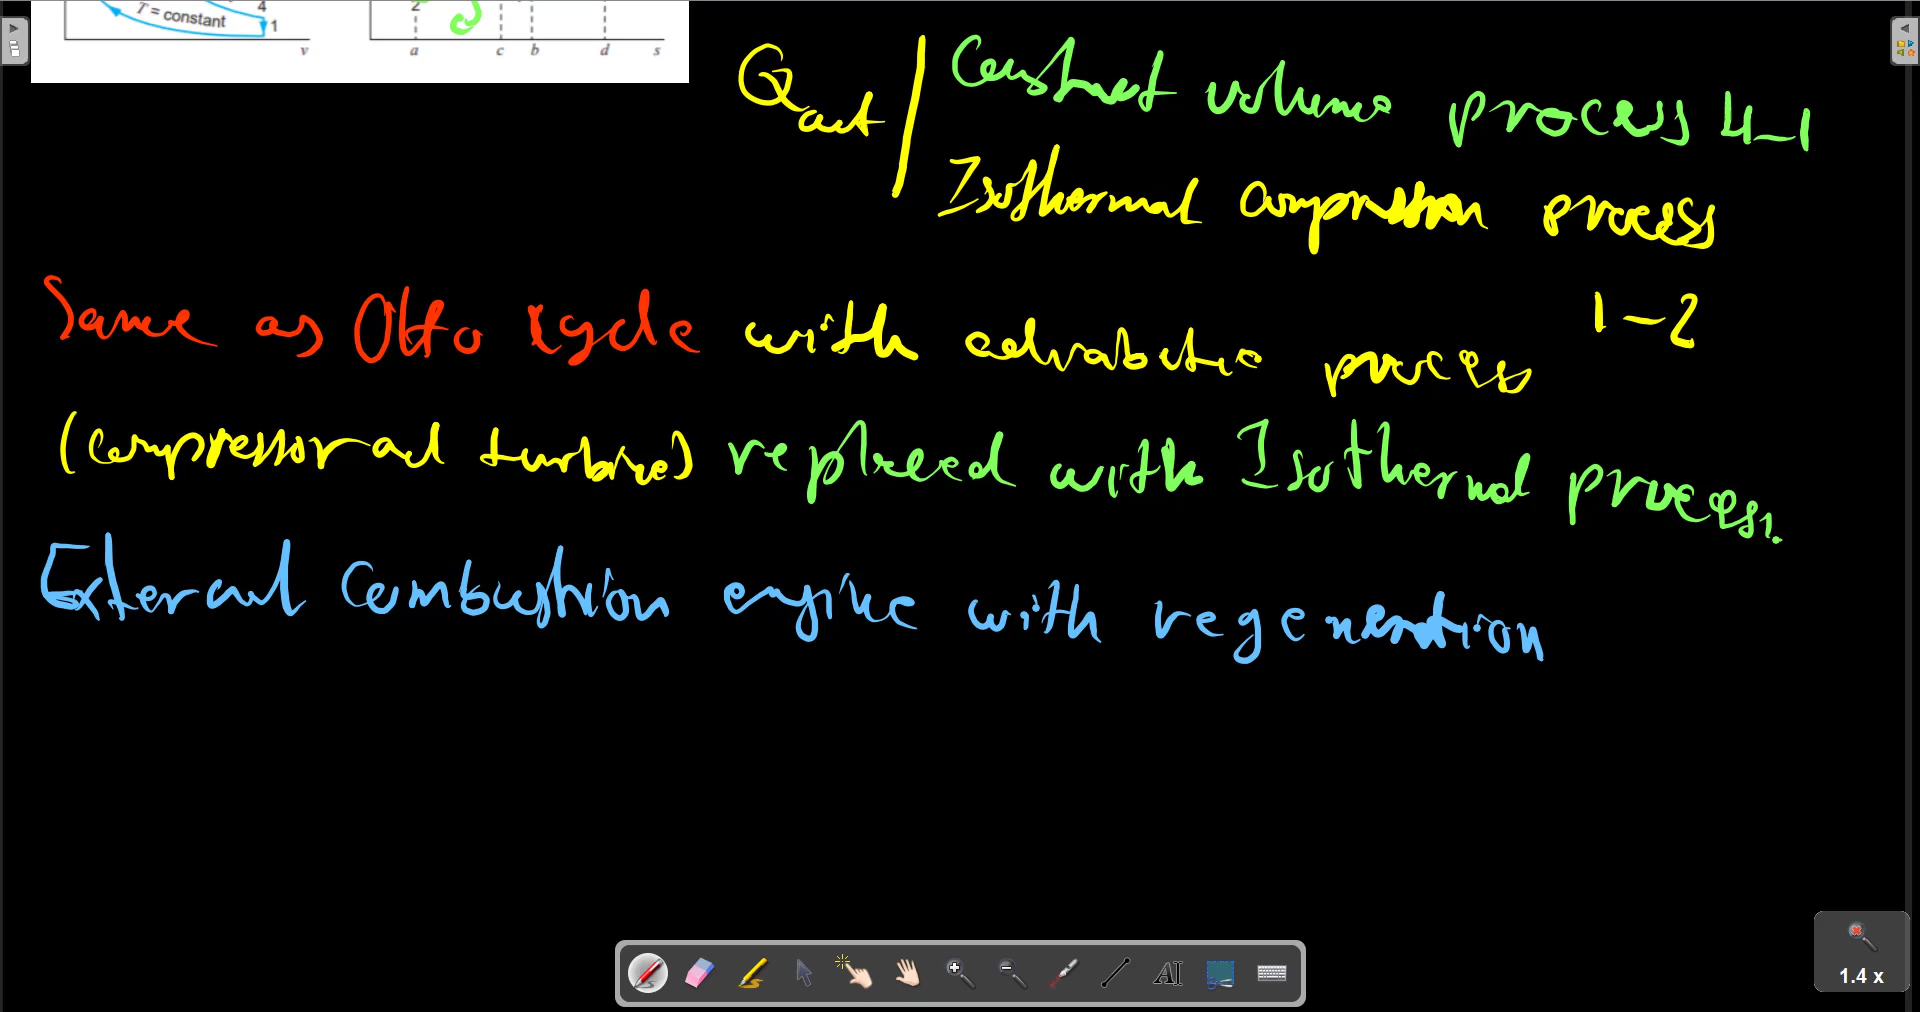 T = constant
4
1
v
2
a c b d s
Qout
Constant volume process 4-1
Isothermal compression process
1-2
Same as Otto cycle with adiabatic process
(compressor and turbine) replaced with Isothermal process.
External combustion engine with regeneration
1.4 x